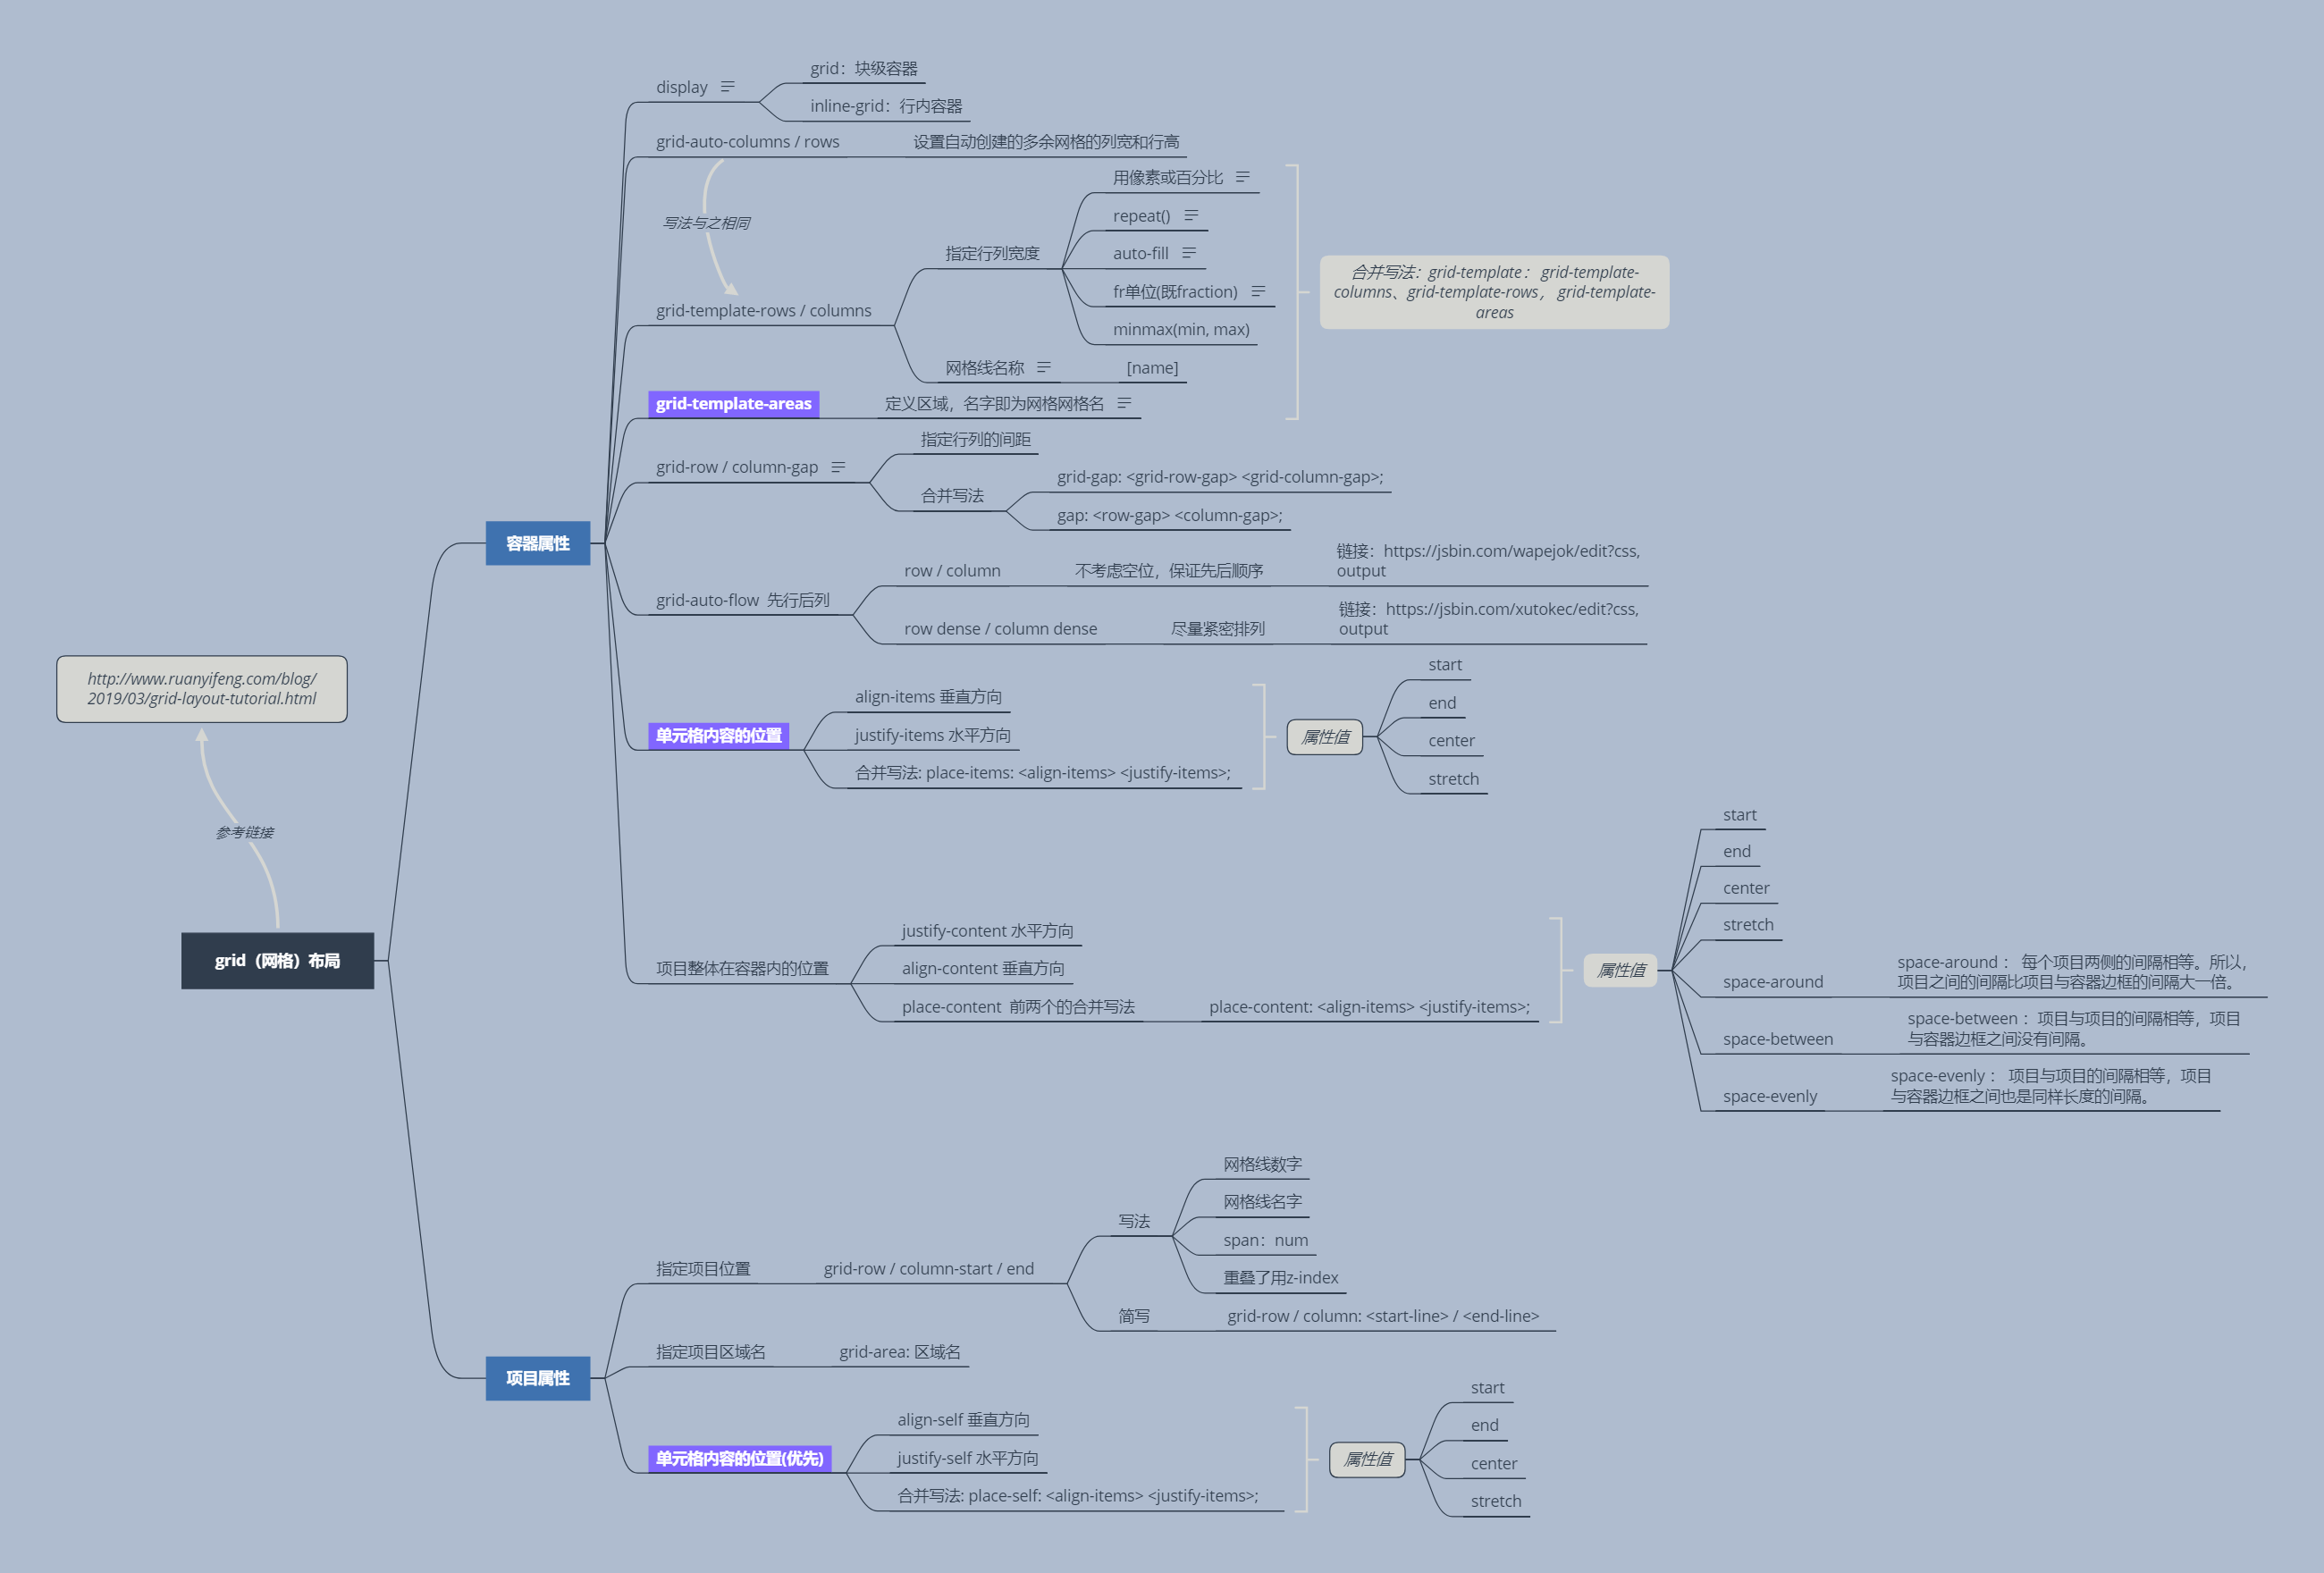 grid（网格）布局
参考链接
http://www.ruanyifeng.com/blog/
2019/03/grid-layout-tutorial.html
容器属性
display
grid：块级容器
inline-grid：行内容器
grid-auto-columns / rows
设置自动创建的多余网格的列宽和行高
写法与之相同
grid-template-rows / columns
指定行列宽度
用像素或百分比
repeat()
auto-fill
fr单位(既fraction)
minmax(min, max)
网格线名称
[name]
grid-template-areas
定义区域，名字即为网格网格名
合并写法：grid-template： grid-template-
columns、grid-template-rows， grid-template-
areas
grid-row / column-gap
指定行列的间距
合并写法
grid-gap: <grid-row-gap> <grid-column-gap>;
gap: <row-gap> <column-gap>;
grid-auto-flow 先行后列
row / column
不考虑空位，保证先后顺序
链接：https://jsbin.com/wapejok/edit?css,
output
row dense / column dense
尽量紧密排列
链接：https://jsbin.com/xutokec/edit?css,
output
单元格内容的位置
align-items 垂直方向
justify-items 水平方向
合并写法: place-items: <align-items> <justify-items>;
属性值
start
end
center
stretch
项目整体在容器内的位置
justify-content 水平方向
align-content 垂直方向
place-content 前两个的合并写法
place-content: <align-items> <justify-items>;
属性值
start
end
center
stretch
space-around
space-around： 每个项目两侧的间隔相等。所以，
项目之间的间隔比项目与容器边框的间隔大一倍。
space-between
space-between：项目与项目的间隔相等，项目
与容器边框之间没有间隔。
space-evenly
space-evenly： 项目与项目的间隔相等，项目
与容器边框之间也是同样长度的间隔。
项目属性
指定项目位置
grid-row / column-start / end
写法
网格线数字
网格线名字
span：num
重叠了用z-index
简写
grid-row / column: <start-line> / <end-line>
指定项目区域名
grid-area: 区域名
单元格内容的位置(优先)
align-self 垂直方向
justify-self 水平方向
合并写法: place-self: <align-items> <justify-items>;
属性值
start
end
center
stretch